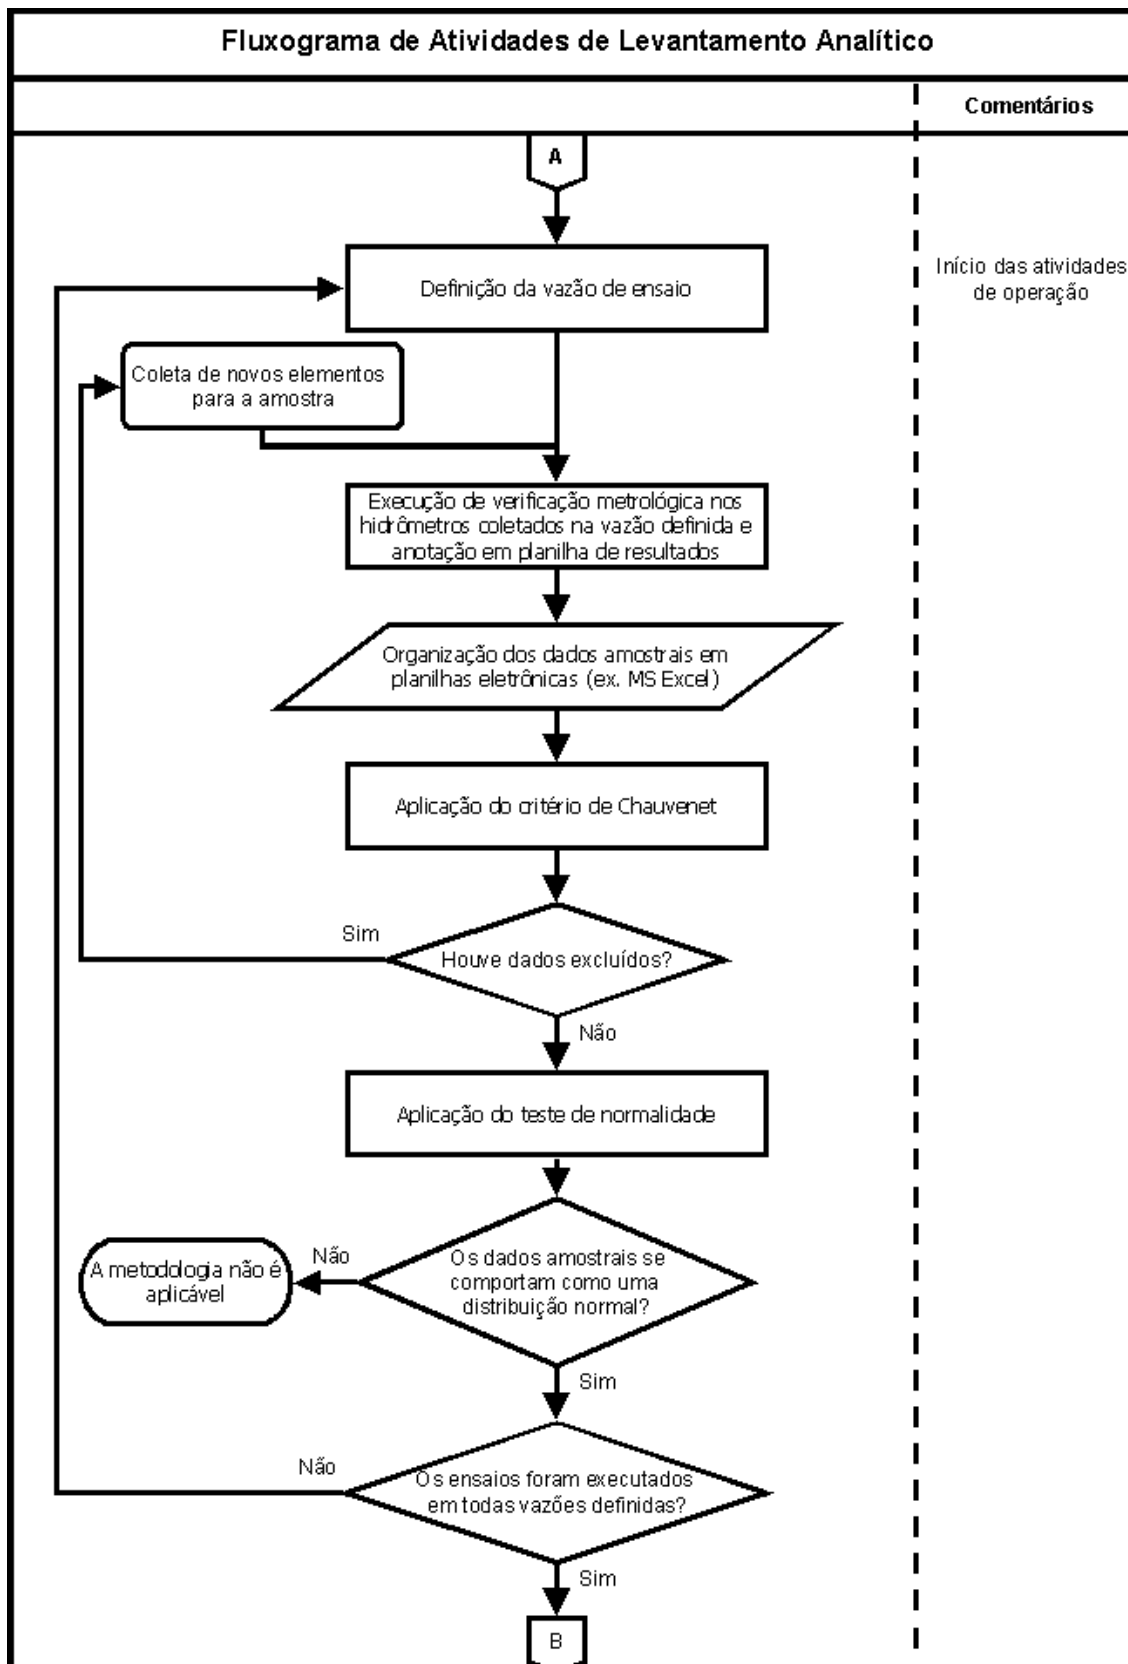 Fluxograma de Atividades de Levantamento Analítico
Comentários
A
Definição da vazão de ensaio
Início das atividades
de operação
Coleta de novos elementos
para a amostra
Execução de verificação metrológica nos
hidrômetros coletados na vazão definida e
anotação em planilha de resultados
Organização dos dados amostrais em
planilhas eletrônicas (ex. MS Excel)
Aplicação do critério de Chauvenet
Sim
Houve dados excluídos?
Não
Aplicação do teste de normalidade
A metodologia não é
aplicável
Não
Os dados amostrais se
comportam como uma
distribuição normal?
Sim
Não
Os ensaios foram executados
em todas vazões definidas?
Sim
B